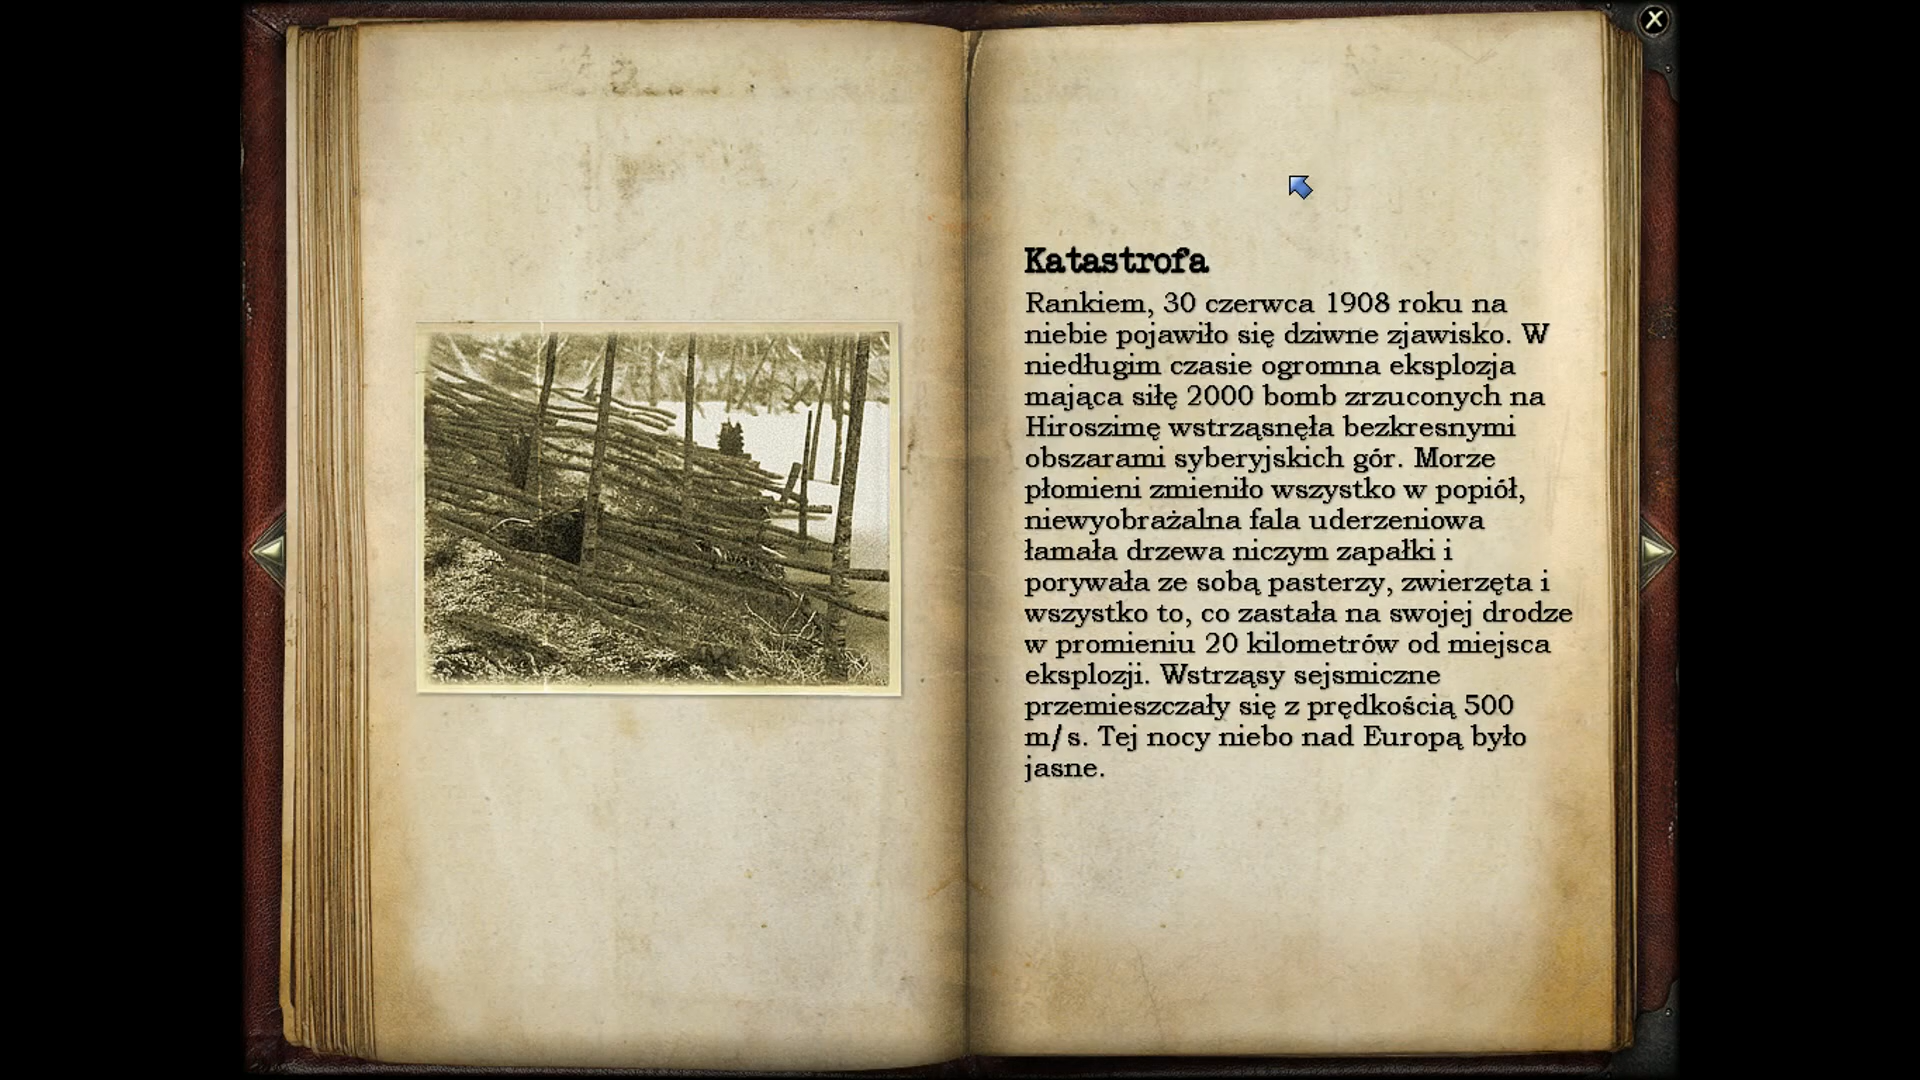 Katastrofa
Rankiem, 30 czerwca 1908 roku na
niebie pojawiło się dziwne zjawisko. W
niedługim czasie ogromna eksplozja
mająca siłę 2000 bomb zrzuconych na
Hiroszimę wstrząsnęła bezkresnymi
obszarami syberyjskich gór. Morze
płomieni zmieniło wszystko w popiół,
niewyobrażalna fala uderzeniowa
łamała drzewa niczym zapałki i
porywała ze sobą pasterzy, zwierzęta i
wszystko to, co zastała na swojej drodze
w promieniu 20 kilometrów od miejsca
eksplozji. Wstrząsy sejsmiczne
przemieszczały się z prędkością 500
m/s. Tej nocy niebo nad Europą było
jasne.